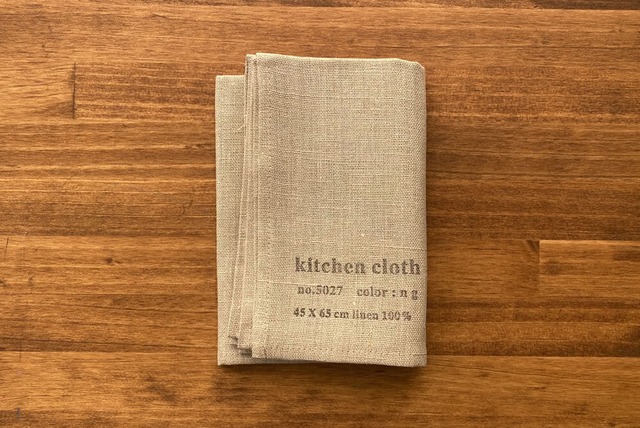 kitchen cloth
no.5027 color : n g
45 X 65 cm linen 100%